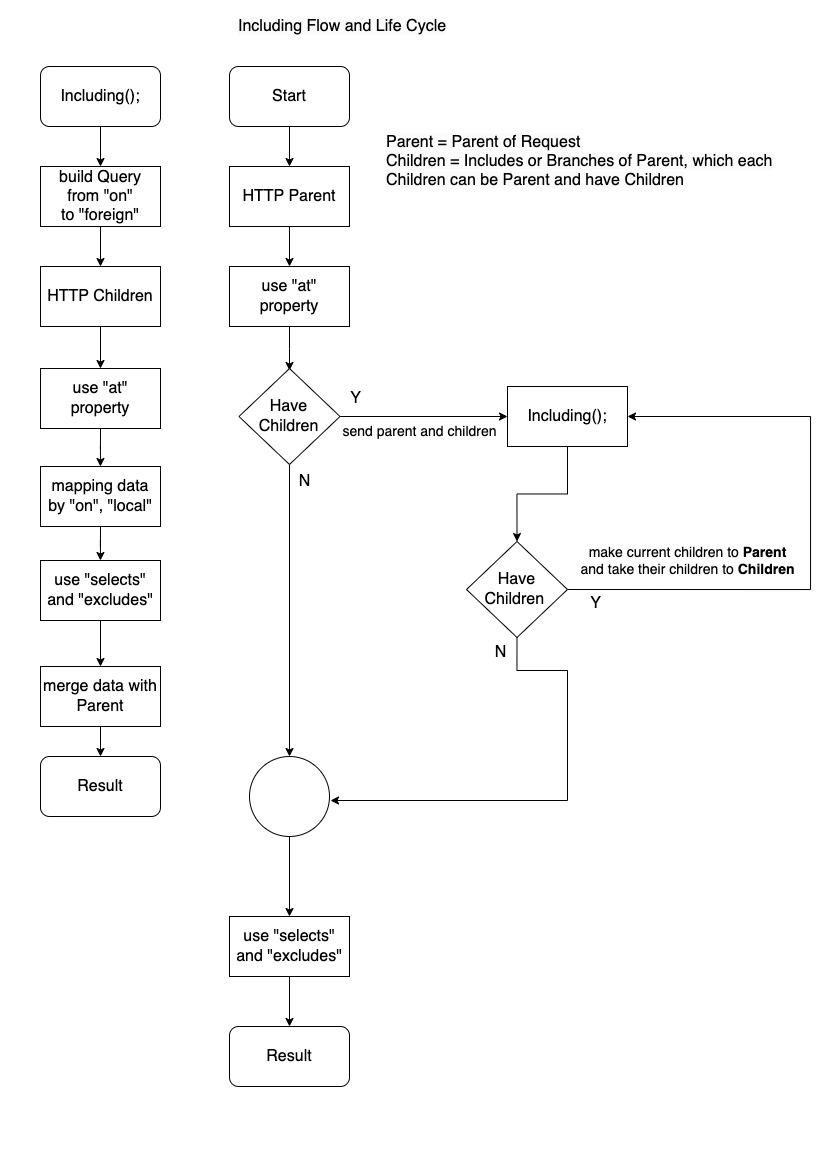 Including Flow and Life Cycle
Including();
build Query
from "on"
to "foreign"
HTTP Children
use "at"
property
mapping data
by "on", "local"
use "selects"
and "excludes"
merge data with
Parent
Result
Start
HTTP Parent
use "at"
property
Have
Children
Y
send parent and children
N
Parent = Parent of Request
Children = Includes or Branches of Parent, which each
Children can be Parent and have Children
Including();
Have
Children
make current children to Parent
and take their children to Children
Y
N
use "selects"
and "excludes"
Result